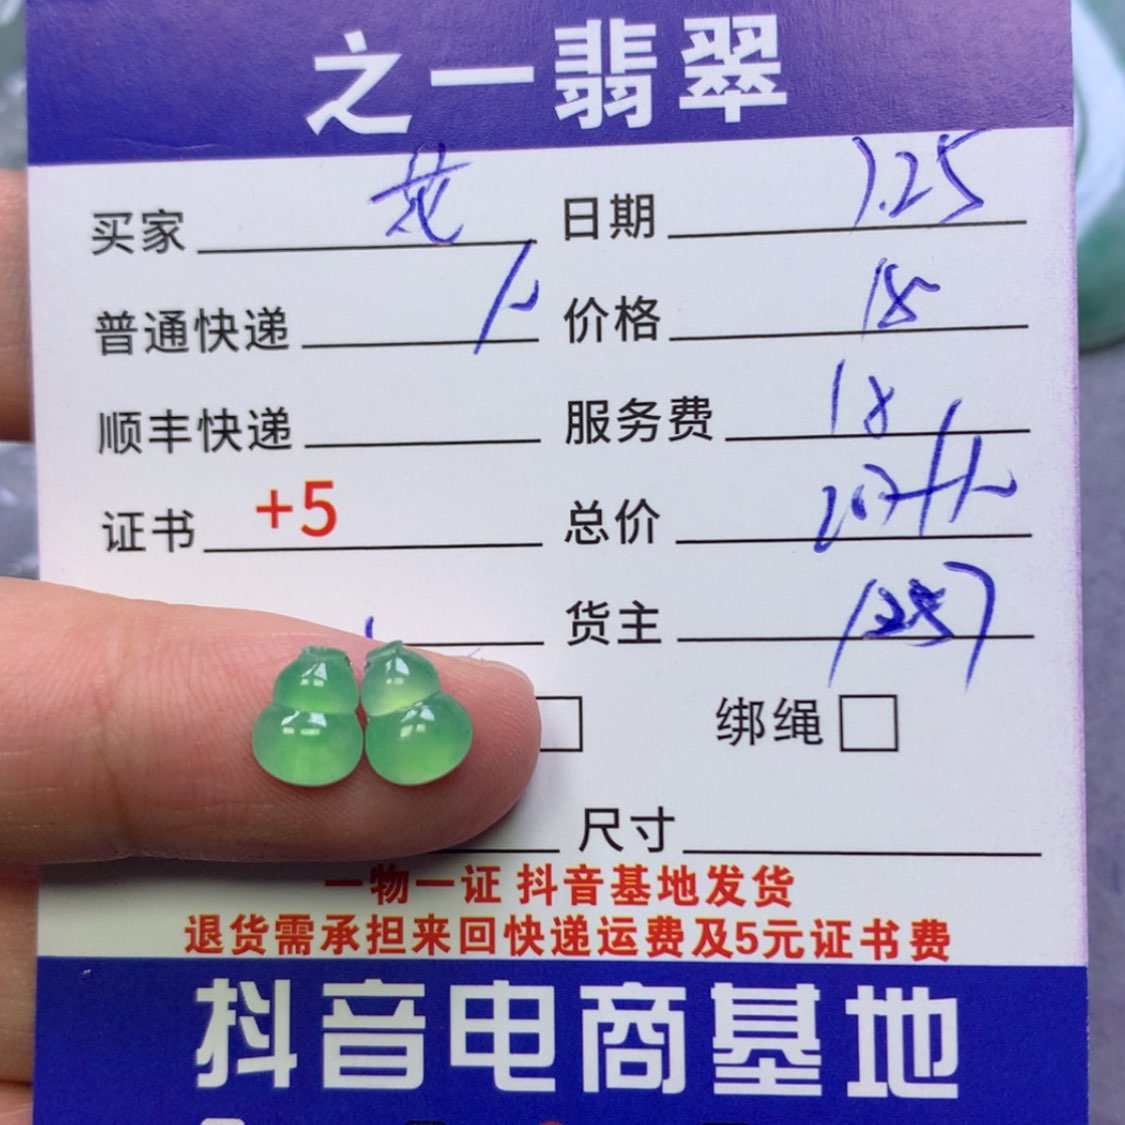 之一翡翠
买家 花 日期 1.25
普通快递 价格 18
顺丰快递 服务费 18
证书 +5 总价
货主
绑绳
尺寸
一物一证 抖音基地发货
退货需承担来回快递运费及5元证书费
抖音电商基地